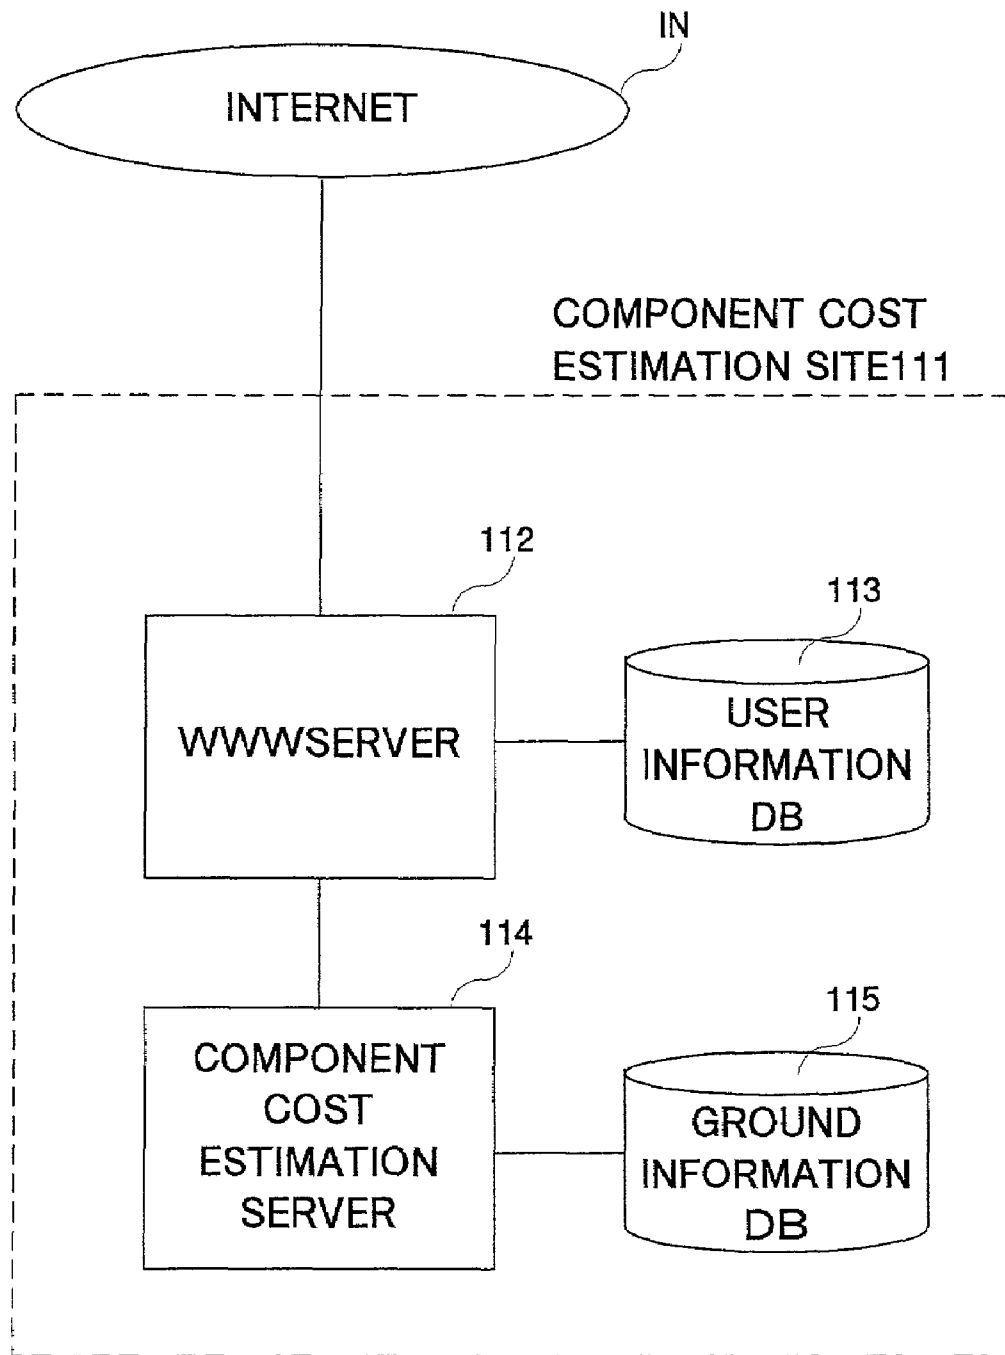 IN
INTERNET
COMPONENT COST
ESTIMATION SITE111
112
113
WWWSERVER
USER
INFORMATION
DB
114
115
COMPONENT
COST
ESTIMATION
SERVER
GROUND
INFORMATION
DB